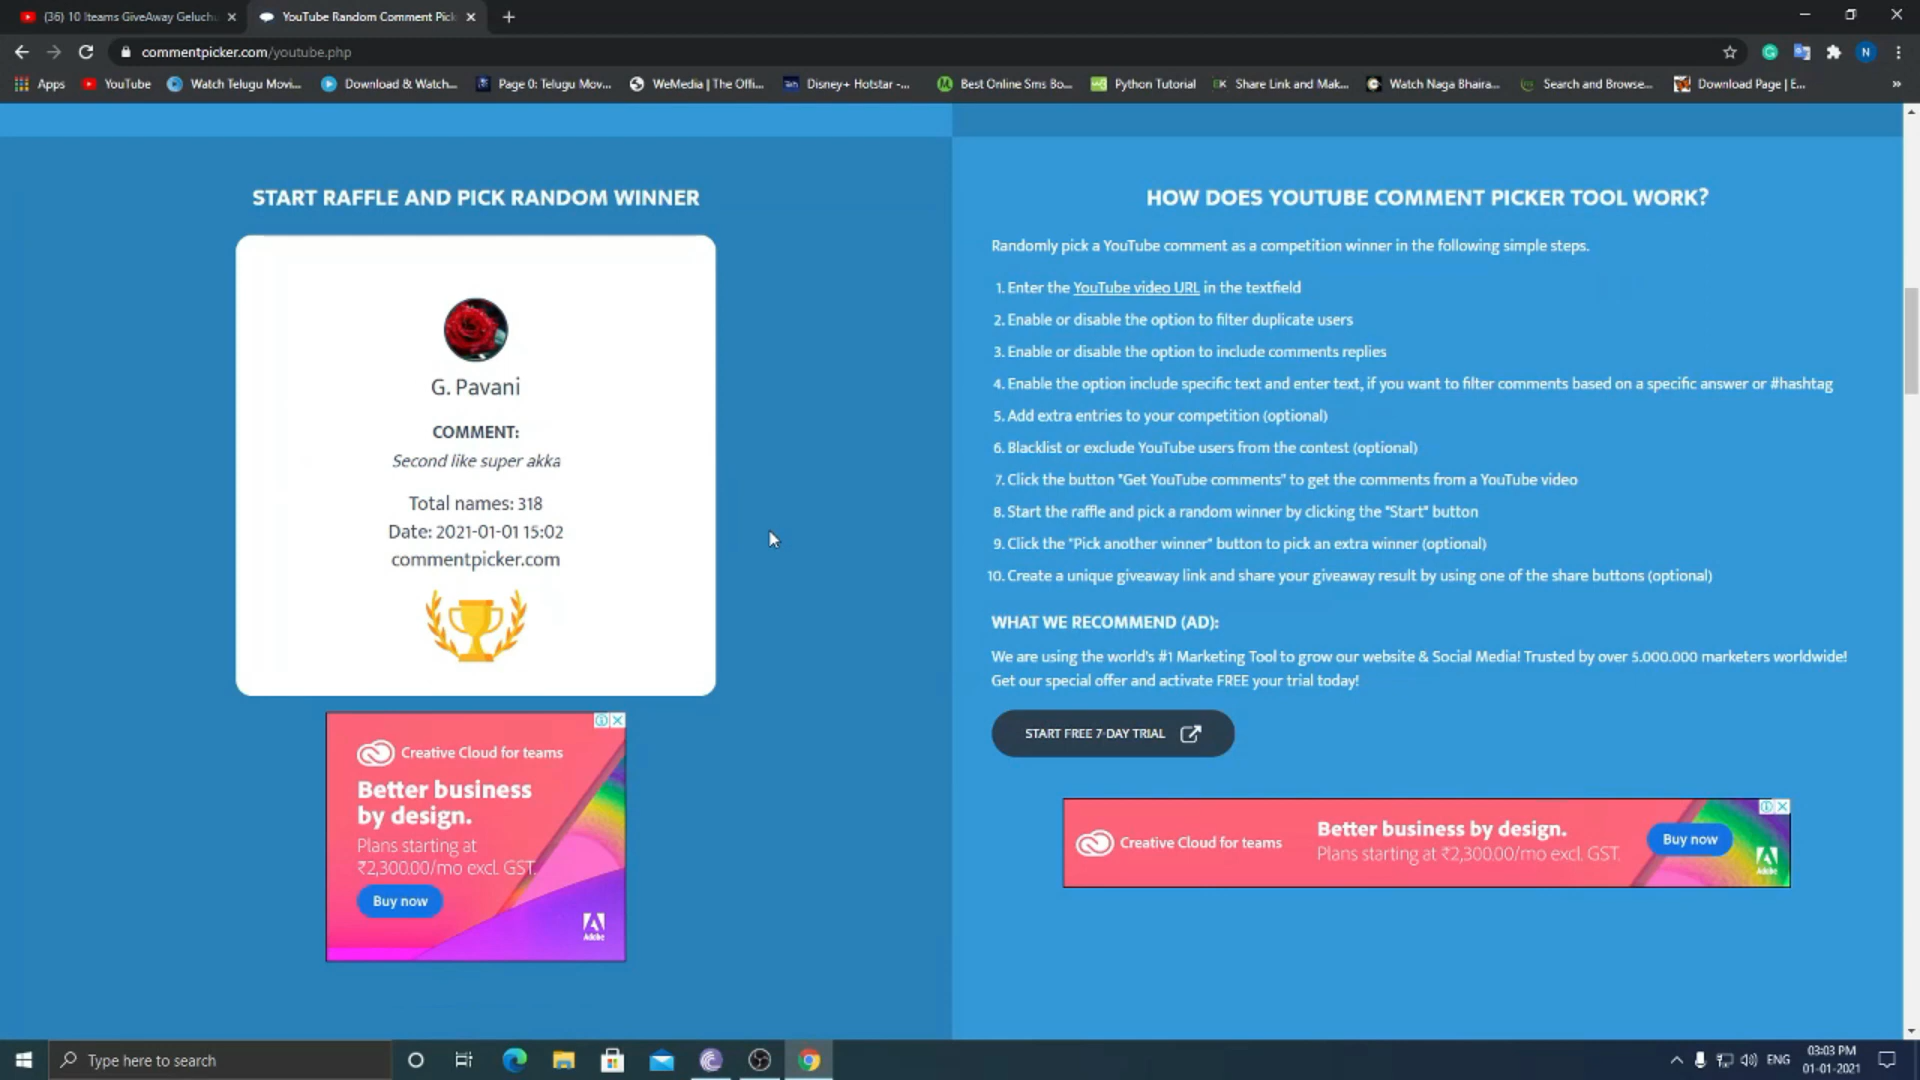 (36) 10 Iteams GiveAway Geluch
YouTube Random Comment Pick
commentpicker.com/youtube.php
N
Apps
YouTube
Watch Telugu Movi...
Download & Watch...
Page 0: Telugu Mov...
WeMedia | The Offi...
Disney+ Hotstar -...
Best Online Sms Bo...
Python Tutorial
Share Link and Mak...
Watch Naga Bhaira...
Search and Browse...
Download Page | E...
START RAFFLE AND PICK RANDOM WINNER
G. Pavani
COMMENT:
Second like super akka
Total names: 318
Date: 2021-01-01 15:02
commentpicker.com
Creative Cloud for teams
Better business
by design.
Plans starting at
₹2,300.00/mo excl. GST.
Buy now
Adobe
HOW DOES YOUTUBE COMMENT PICKER TOOL WORK?
Randomly pick a YouTube comment as a competition winner in the following simple steps.
1. Enter the YouTube video URL in the textfield
2. Enable or disable the option to filter duplicate users
3. Enable or disable the option to include comments replies
4. Enable the option include specific text and enter text, if you want to filter comments based on a specific answer or #hashtag
5. Add extra entries to your competition (optional)
6. Blacklist or exclude YouTube users from the contest (optional)
7. Click the button "Get YouTube comments" to get the comments from a YouTube video
8. Start the raffle and pick a random winner by clicking the "Start" button
9. Click the "Pick another winner" button to pick an extra winner (optional)
10. Create a unique giveaway link and share your giveaway result by using one of the share buttons (optional)
WHAT WE RECOMMEND (AD):
We are using the world's #1 Marketing Tool to grow our website & Social Media! Trusted by over 5.000.000 marketers worldwide!
Get our special offer and activate FREE your trial today!
START FREE 7-DAY TRIAL
Creative Cloud for teams
Better business by design.
Plans starting at ₹2,300.00/mo excl. GST.
Buy now
Adobe
Type here to search
ENG
03:03 PM
01-01-2021